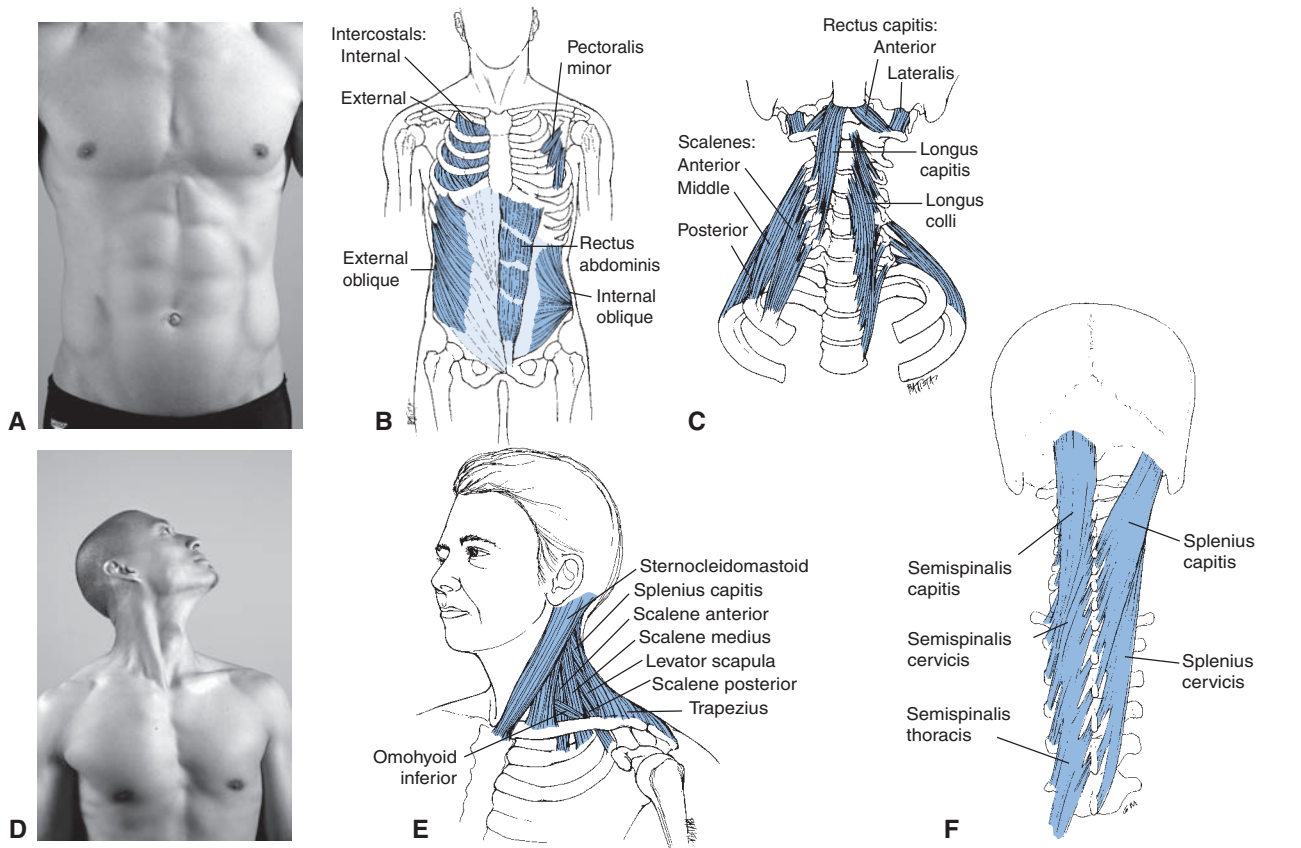 Intercostals:
Internal
External
Pectoralis
minor
External
oblique
Rectus
abdominis
Internal
oblique
A
B
Rectus capitis:
Anterior
Lateralis
Scalenes:
Anterior
Middle
Posterior
Longus
capitis
Longus
colli
C
D
Sternocleidomastoid
Splenius capitis
Scalene anterior
Scalene medius
Levator scapula
Scalene posterior
Trapezius
Omohyoid
inferior
E
Semispinalis
capitis
Semispinalis
cervicis
Semispinalis
thoracis
Splenius
capitis
Splenius
cervicis
F